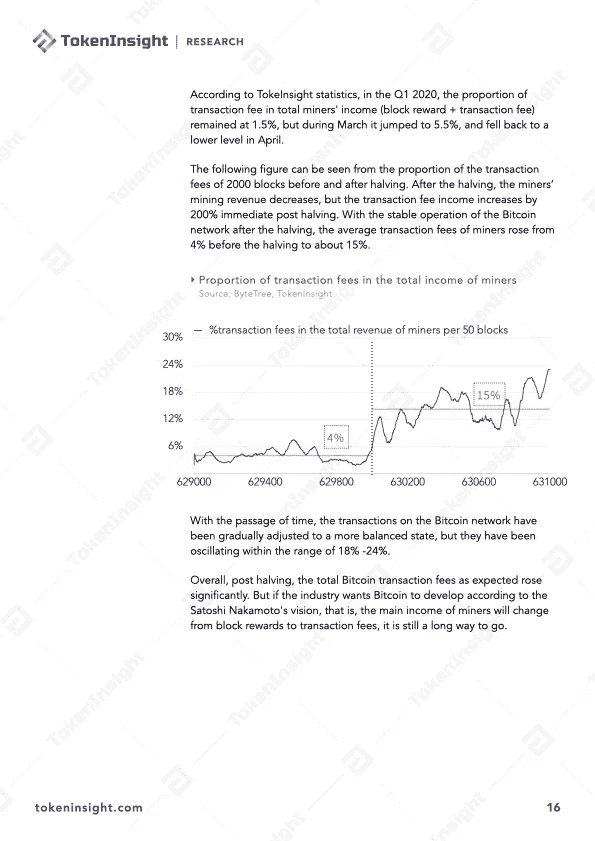 TokenInsight | RESEARCH
According to TokeInsight statistics, in the Q1 2020, the proportion of
transaction fee in total miners' income (block reward + transaction fee)
remained at 1.5%, but during March it jumped to 5.5%, and fell back to a
lower level in April.
The following figure can be seen from the proportion of the transaction
fees of 2000 blocks before and after halving. After the halving, the miners'
mining revenue decreases, but the transaction fee income increases by
200% immediate post halving. With the stable operation of the Bitcoin
network after the halving, the average transaction fees of miners rose from
4% before the halving to about 15%.
Proportion of transaction fees in the total income of miners
Source: ByteTree, TokenInsight
%transaction fees in the total revenue of miners per 50 blocks
30%
24%
18%
15%
12%
4%
6%
629000 629400 629800 630200 630600 631000
With the passage of time, the transactions on the Bitcoin network have
been gradually adjusted to a more balanced state, but they have been
oscillating within the range of 18% -24%.
Overall, post halving, the total Bitcoin transaction fees as expected rose
significantly. But if the industry wants Bitcoin to develop according to the
Satoshi Nakamoto's vision, that is, the main income of miners will change
from block rewards to transaction fees, it is still a long way to go.
tokeninsight.com 16